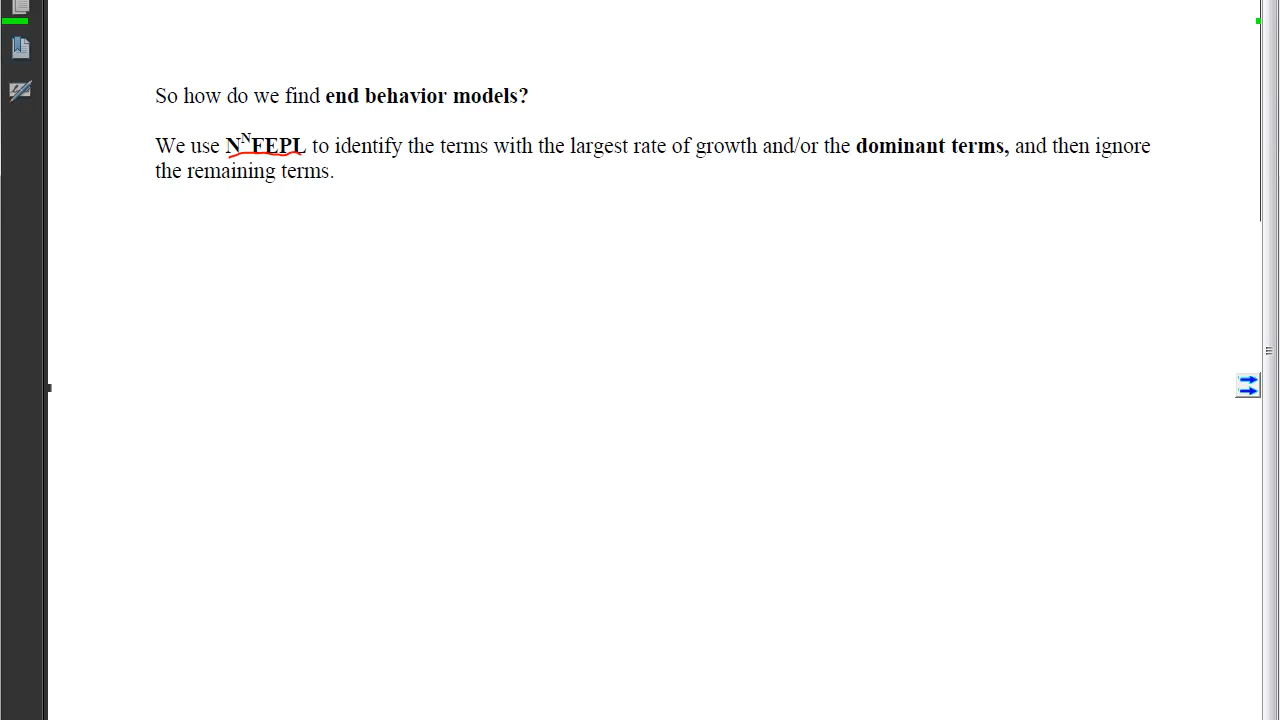 So how do we find end behavior models?
We use NᴺFEPL to identify the terms with the largest rate of growth and/or the dominant terms, and then ignore
the remaining terms.